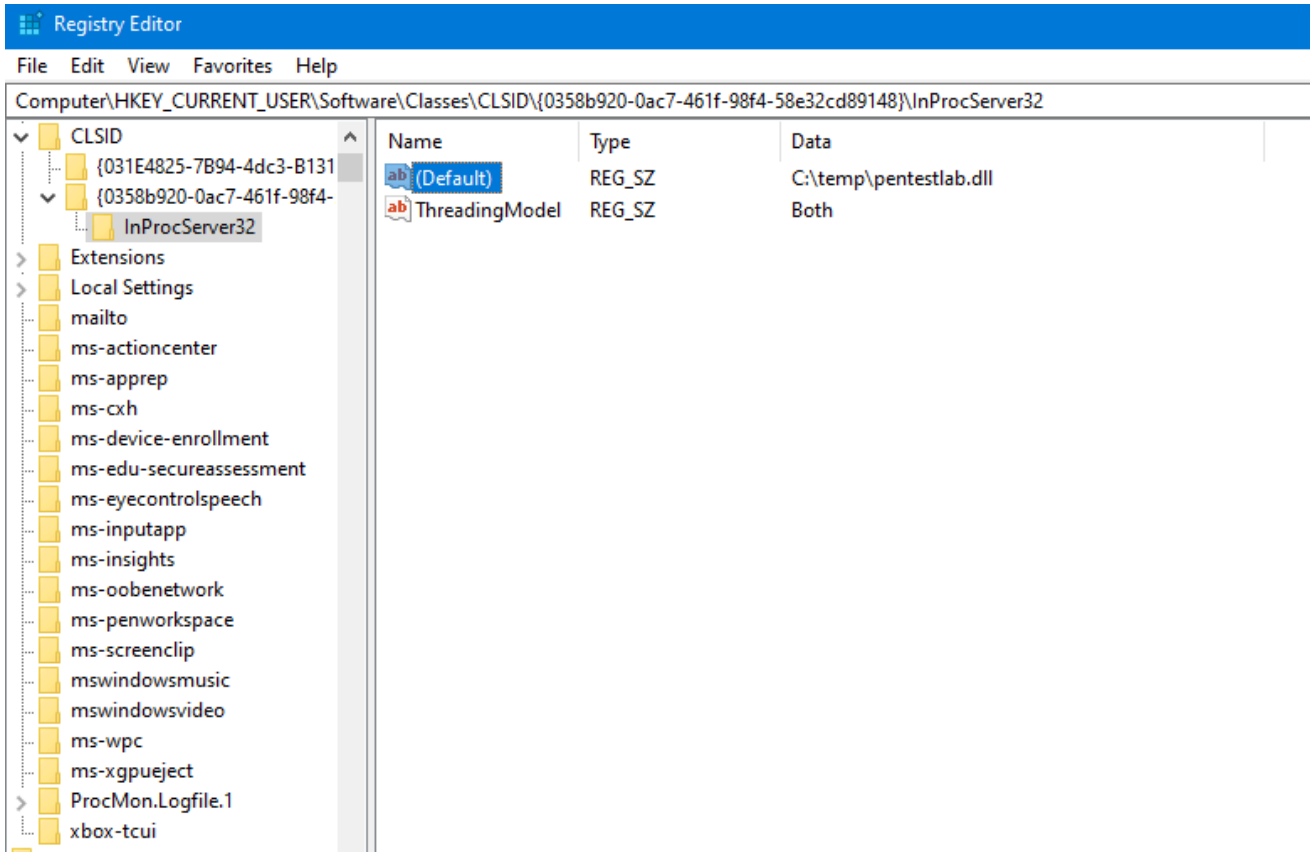 Registry Editor
File Edit View Favorites Help
Computer\HKEY_CURRENT_USER\Software\Classes\CLSID\{0358b920-0ac7-461f-98f4-58e32cd89148}\InProcServer32
CLSID
{031E4825-7B94-4dc3-B131
{0358b920-0ac7-461f-98f4-
InProcServer32
Extensions
Local Settings
mailto
ms-actioncenter
ms-apprep
ms-cxh
ms-device-enrollment
ms-edu-secureassessment
ms-eyecontrolspeech
ms-inputapp
ms-insights
ms-oobenetwork
ms-penworkspace
ms-screenclip
mswindowsmusic
mswindowsvideo
ms-wpc
ms-xgpueject
ProcMon.Logfile.1
xbox-tcui
Name Type Data
ab (Default) REG_SZ C:\temp\pentestlab.dll
ab ThreadingModel REG_SZ Both